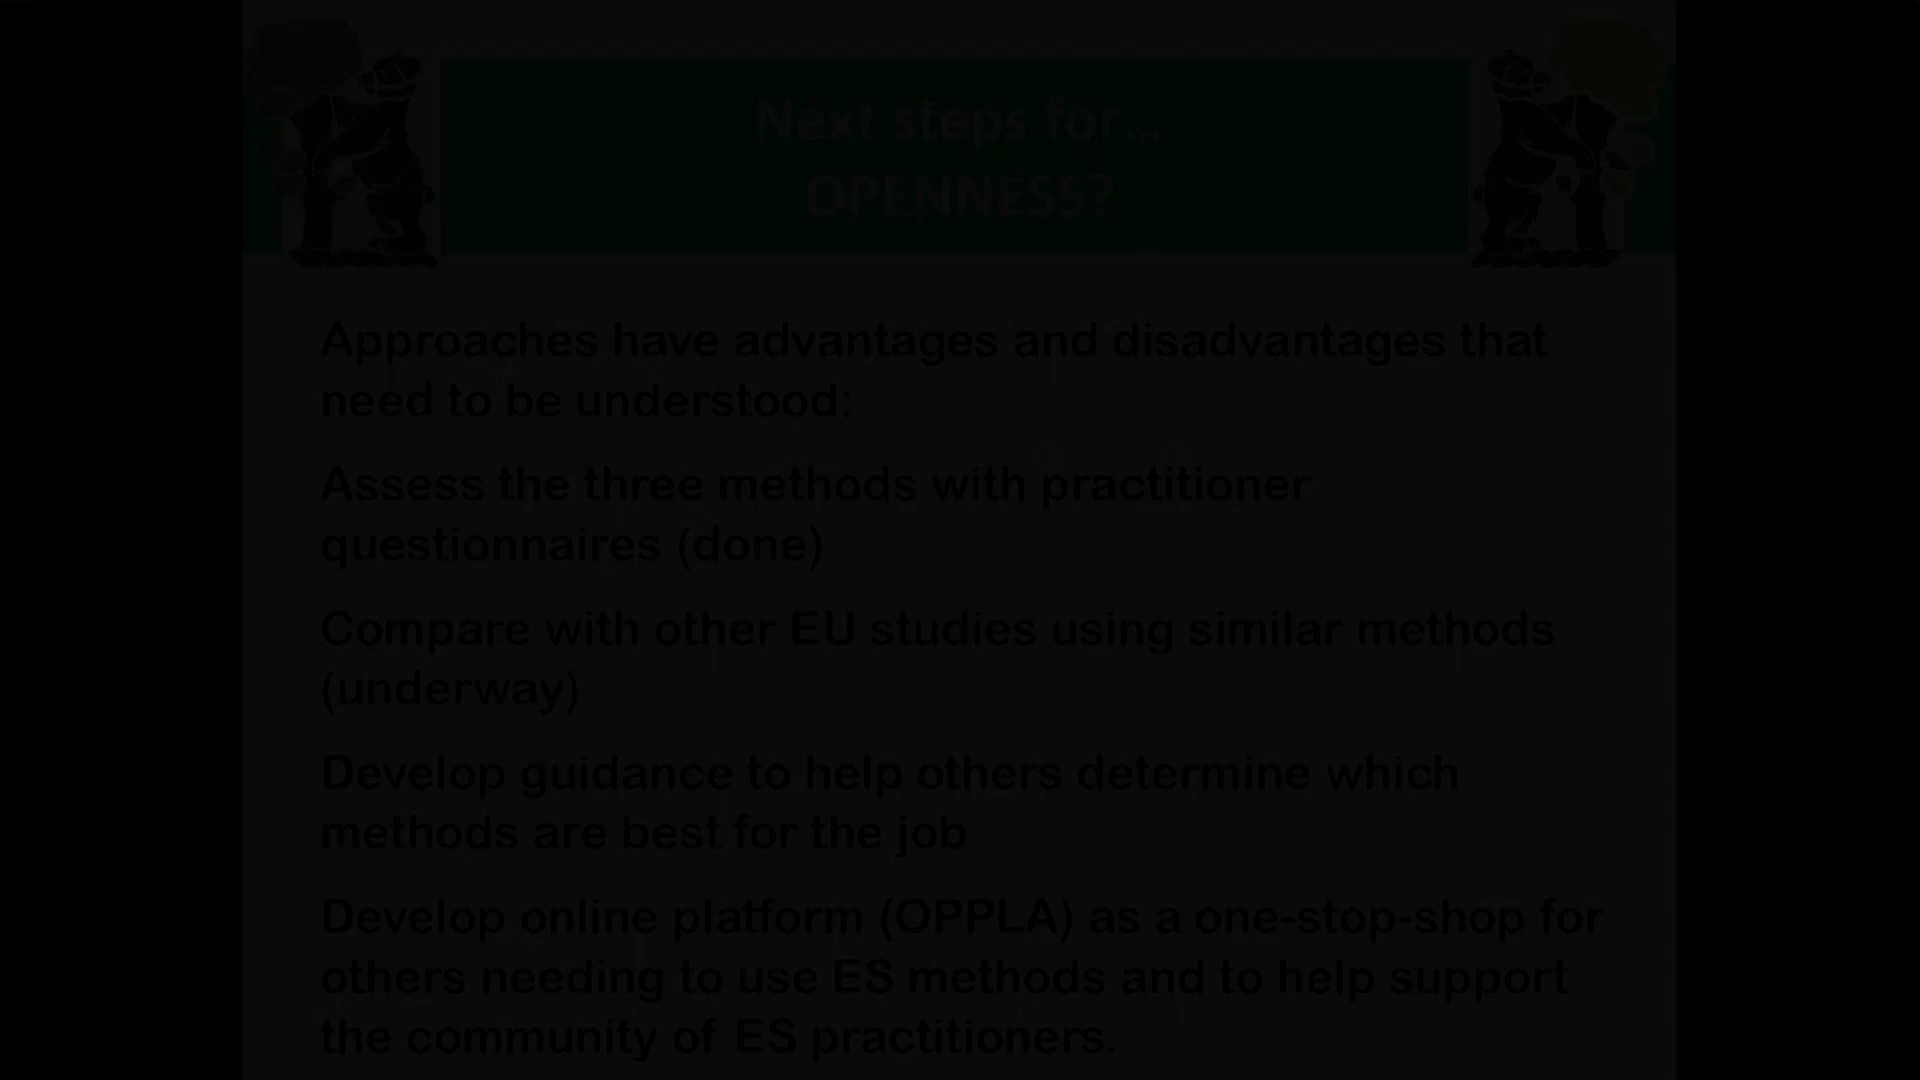 Next steps for...
OPENNESS?
Approaches have advantages and disadvantages that
need to be understood:
Assess the three methods with practitioner
questionnaires (done)
Compare with other EU studies using similar methods
(underway)
Develop guidance to help others determine which
methods are best for the job
Develop online platform (OPPLA) as a one-stop-shop for
others needing to use ES methods and to help support
the community of ES practitioners.